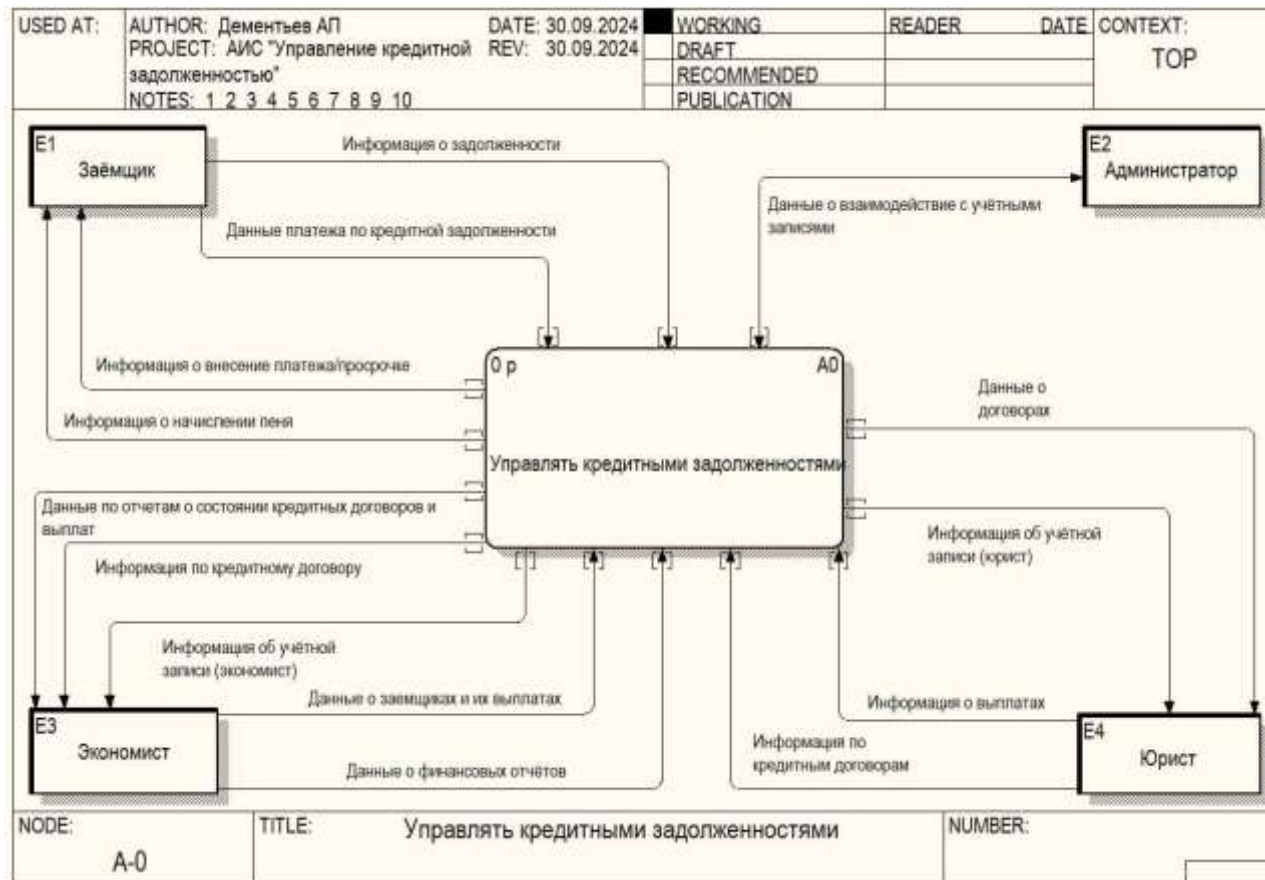 USED AT:
AUTHOR: Дементьев АП
DATE: 30.09.2024
PROJECT: АИС "Управление кредитной
задолженностью"
REV: 30.09.2024
NOTES: 1 2 3 4 5 6 7 8 9 10
WORKING
DRAFT
RECOMMENDED
PUBLICATION
READER
DATE
CONTEXT:
TOP
E1
Заёмщик
Информация о задолженности
E2
Администратор
Данные о взаимодействие с учётными
записями
Данные платежа по кредитной задолженности
Информация о внесение платежа/просрочке
0 р
A0
Управлять кредитными задолженностями
Данные о
договорах
Информация о начислении пеня
Данные по отчетам о состоянии кредитных договоров и
выплат
Информация по кредитному договору
Информация об учётной
записи (юрист)
Информация об учётной
записи (экономист)
Данные о заемщиках и их выплатах
Информация о выплатах
E3
Экономист
Данные о финансовых отчётов
Информация по
кредитным договорам
E4
Юрист
NODE:
A-0
TITLE:
Управлять кредитными задолженностями
NUMBER: